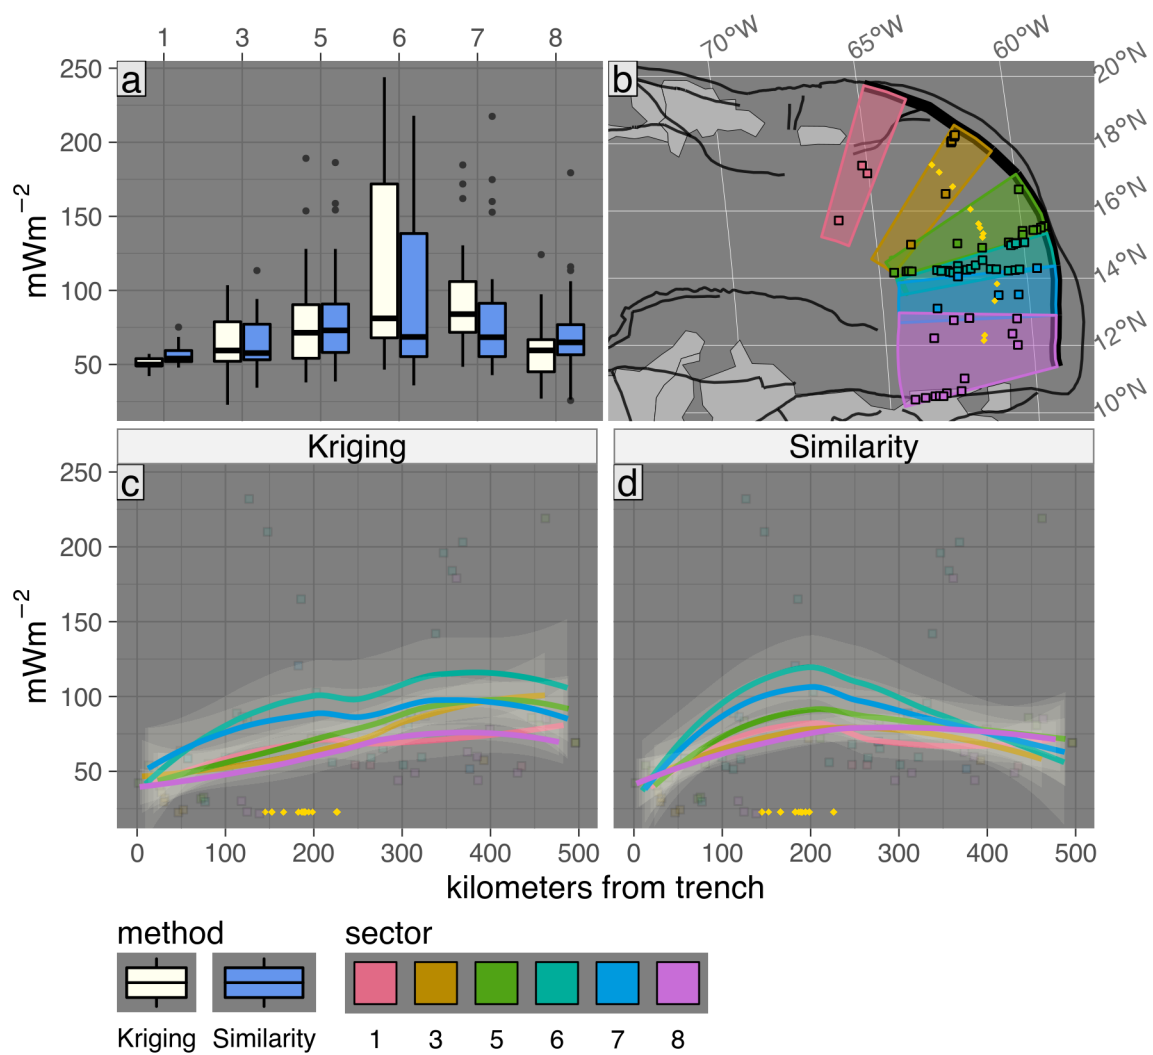 1 3 5 6 7 8
a
250
200
150
100
50
mWm−2
70°W 65°W 60°W
b
20°N
18°N
16°N
14°N
12°N
10°N
Kriging Similarity
c
d
250
200
150
100
50
mWm−2
0 100 200 300 400 500 0 100 200 300 400 500
kilometers from trench
method sector
Kriging Similarity 1 3 5 6 7 8